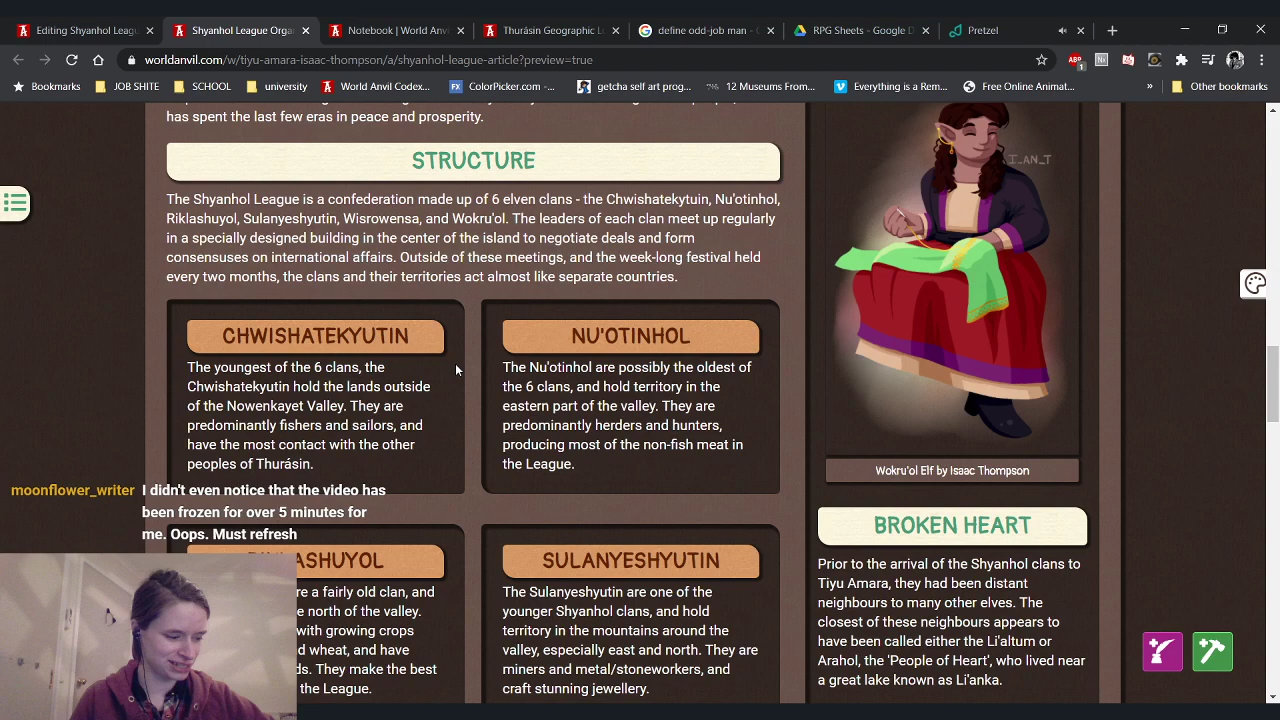 Editing Shyanhol Leagu
Shyanhol League Orga
Notebook | World Anvi
Thurásin Geographic L
define odd-job man -
RPG Sheets - Google D
Pretzel
worldanvil.com/w/tiyu-amara-isaac-thompson/a/shyanhol-league-article?preview=true
Bookmarks
JOB SHITE
SCHOOL
university
World Anvil Codex...
ColorPicker.com -...
getcha self art prog...
12 Museums From...
Everything is a Rem...
Free Online Animat...
»
Other bookmarks
has spent the last few eras in peace and prosperity.
STRUCTURE
The Shyanhol League is a confederation made up of 6 elven clans - the Chwishatekytuin, Nu'otinhol,
Riklashuyol, Sulanyeshyutin, Wisrowensa, and Wokru'ol. The leaders of each clan meet up regularly
in a specially designed building in the center of the island to negotiate deals and form
consensuses on international affairs. Outside of these meetings, and the week-long festival held
every two months, the clans and their territories act almost like separate countries.
CHWISHATEKYUTIN
The youngest of the 6 clans, the
Chwishatekyutin hold the lands outside
of the Nowenkayet Valley. They are
predominantly fishers and sailors, and
have the most contact with the other
peoples of Thurásin.
NU'OTINHOL
The Nu'otinhol are possibly the oldest of
the 6 clans, and hold territory in the
eastern part of the valley. They are
predominantly herders and hunters,
producing most of the non-fish meat in
the League.
moonflower_writer I didn't even notice that the video has
been frozen for over 5 minutes for
me. Oops. Must refresh
ASHUYOL
re a fairly old clan, and
e north of the valley.
with growing crops
d wheat, and have
ds. They make the best
the League.
SULANYESHYUTIN
The Sulanyeshyutin are one of the
younger Shyanhol clans, and hold
territory in the mountains around the
valley, especially east and north. They are
miners and metal/stoneworkers, and
craft stunning jewellery.
I_AN_T
Wokru'ol Elf by Isaac Thompson
BROKEN HEART
Prior to the arrival of the Shyanhol clans to
Tiyu Amara, they had been distant
neighbours to many other elves. The
closest of these neighbours appears to
have been called either the Li'altum or
Arahol, the 'People of Heart', who lived near
a great lake known as Li'anka.